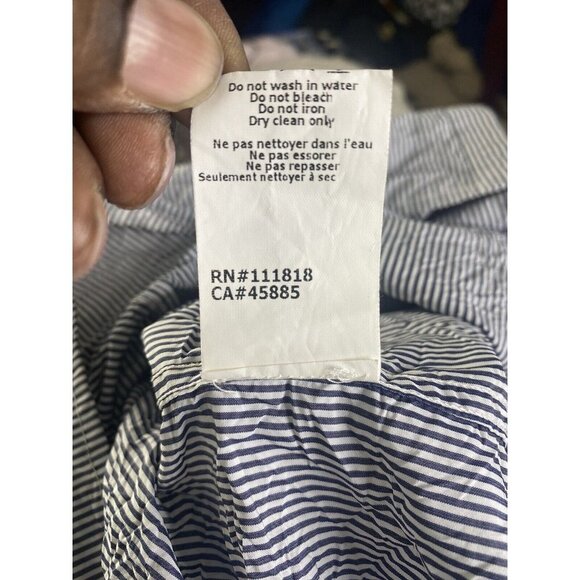 Do not wash in water
Do not bleach
Do not iron
Dry clean only
Ne pas nettoyer dans l'eau
Ne pas essorer
Ne pas repasser
Seulement nettoyer à sec
RN#111818
CA#45885